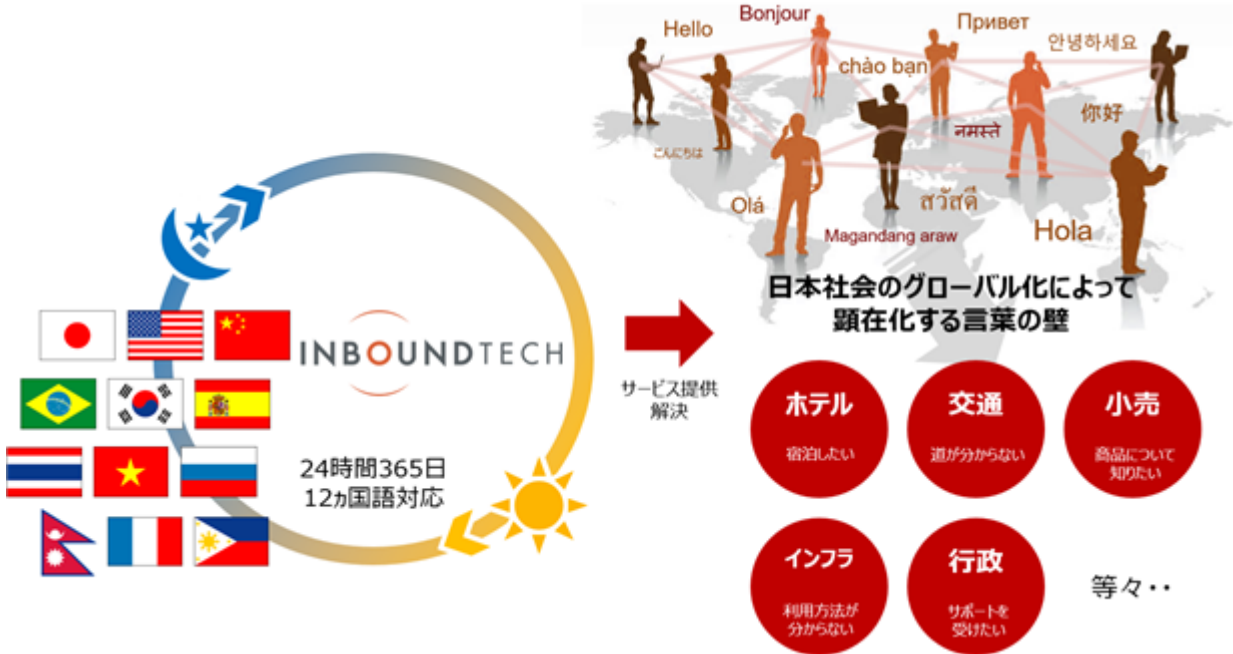 Hello
Bonjour
Привет
안녕하세요
chào bạn
你好
नमस्ते
こんにちは
Olá
สวัสดี
Hola
Magandang araw
日本社会のグローバル化によって
顕在化する言葉の壁
INBOUNDTECH
24時間365日
12ヵ国語対応
サービス提供
解決
ホテル
宿泊したい
交通
道が分からない
小売
商品について
知りたい
インフラ
利用方法が
分からない
行政
サポートを
受けたい
等々・・